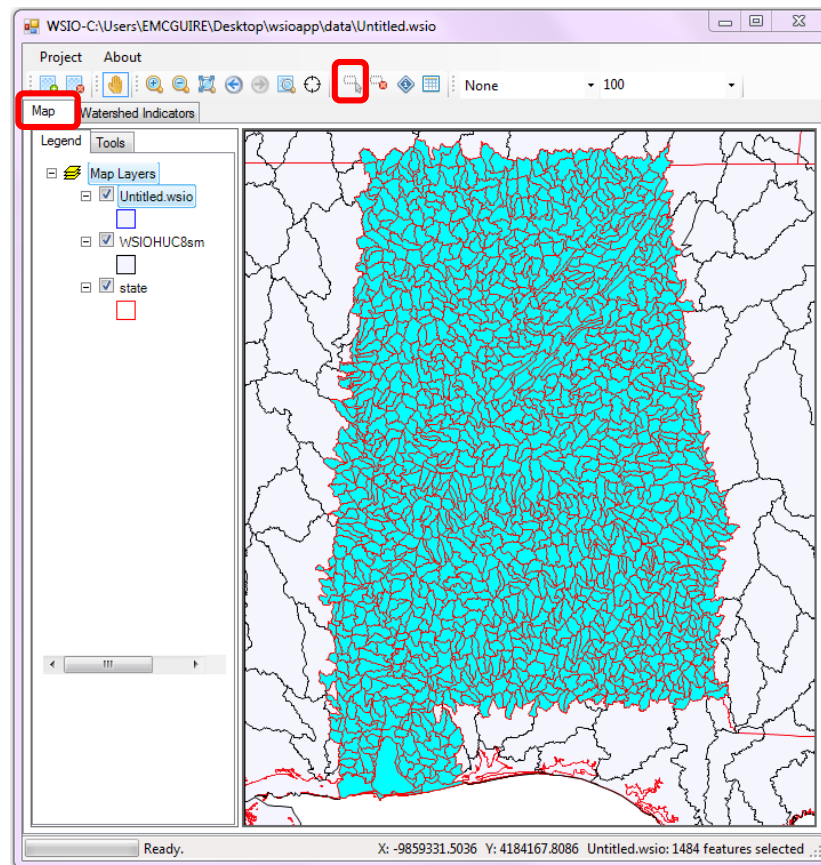 WSIO-C:\Users\EMCGUIRE\Desktop\wsioapp\data\Untitled.wsio
Project About
None 100
Map Watershed Indicators
Legend Tools
Map Layers
Untitled.wsio
WSIOHUC8sm
state
Ready. X: -9859331.5036 Y: 4184167.8086 Untitled.wsio: 1484 features selected